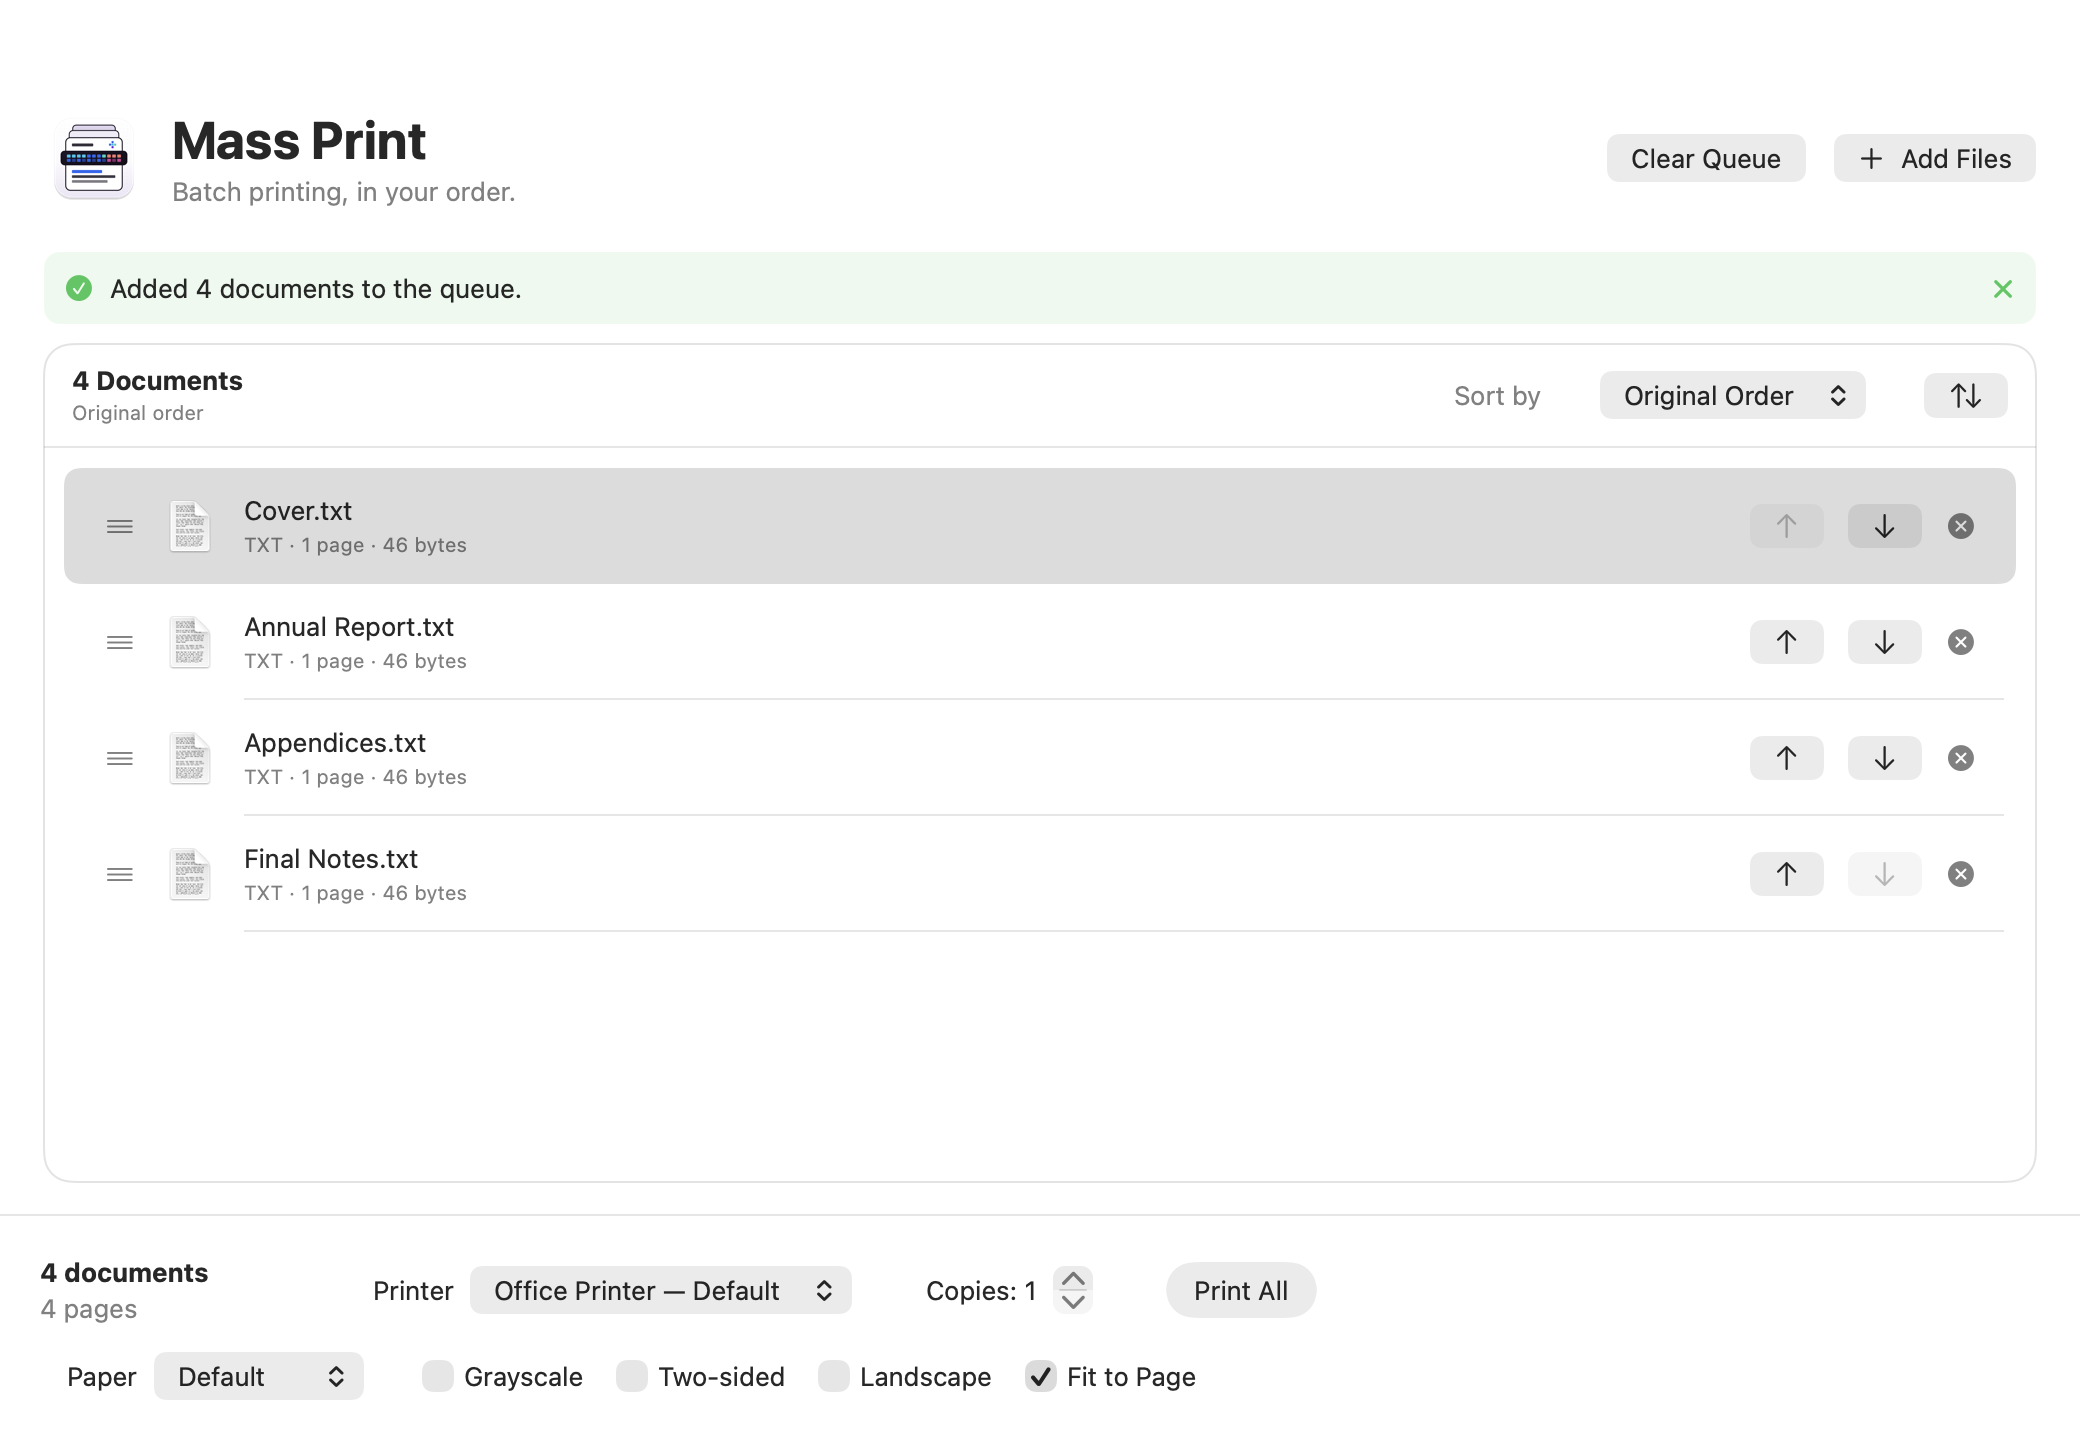 Mass Print
Batch printing, in your order.
Clear Queue
Add Files
Added 4 documents to the queue.
4 Documents
Original order
Sort by
Original Order
Cover.txt
TXT · 1 page · 46 bytes
Annual Report.txt
TXT · 1 page · 46 bytes
Appendices.txt
TXT · 1 page · 46 bytes
Final Notes.txt
TXT · 1 page · 46 bytes
4 documents
4 pages
Printer
Office Printer — Default
Copies: 1
Print All
Paper
Default
Grayscale
Two-sided
Landscape
Fit to Page